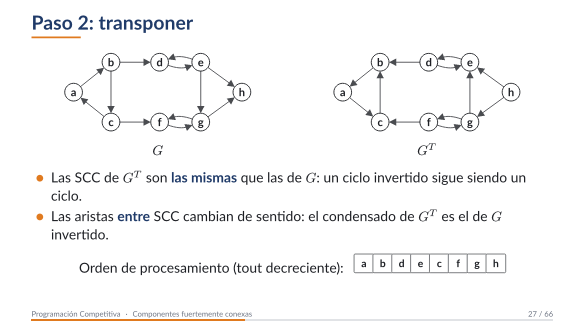 Paso 2: transponer
b d e b d e
a h a h
c f g c f g
G G^T
Las SCC de G^T son las mismas que las de G: un ciclo invertido sigue siendo un
ciclo.
Las aristas entre SCC cambian de sentido: el condensado de G^T es el de G
invertido.
Orden de procesamiento (tout decreciente): a b d e c f g h
Programación Competitiva · Componentes fuertemente conexas 27 / 66